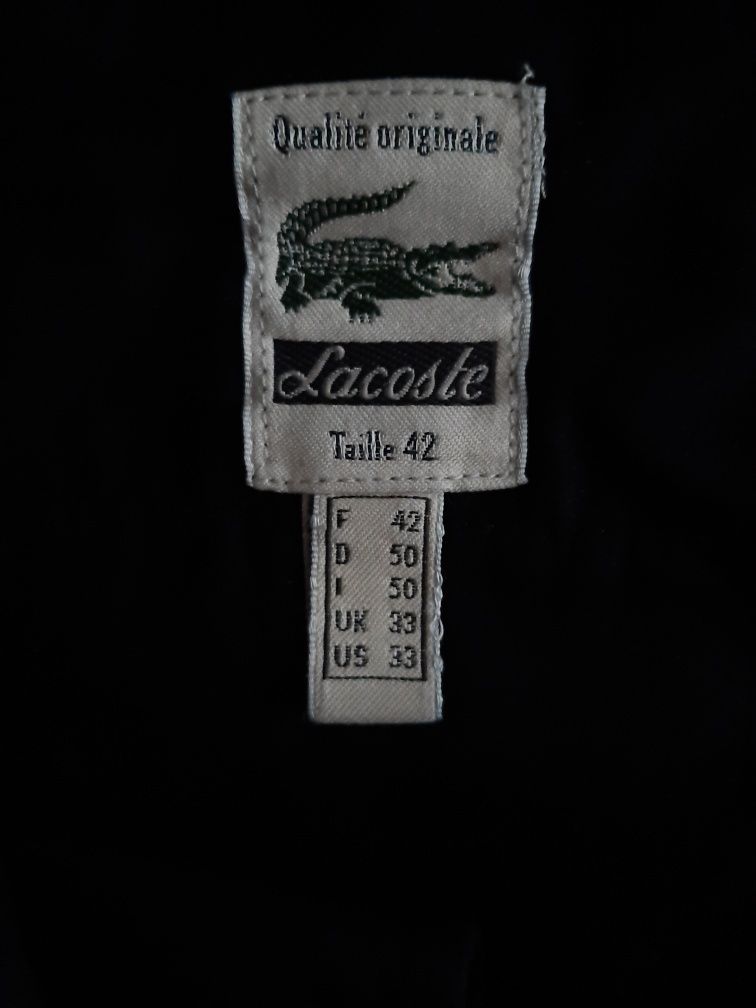 Qualité originale
Lacoste
Taille 42
F 42
D 50
I 50
UK 33
US 33